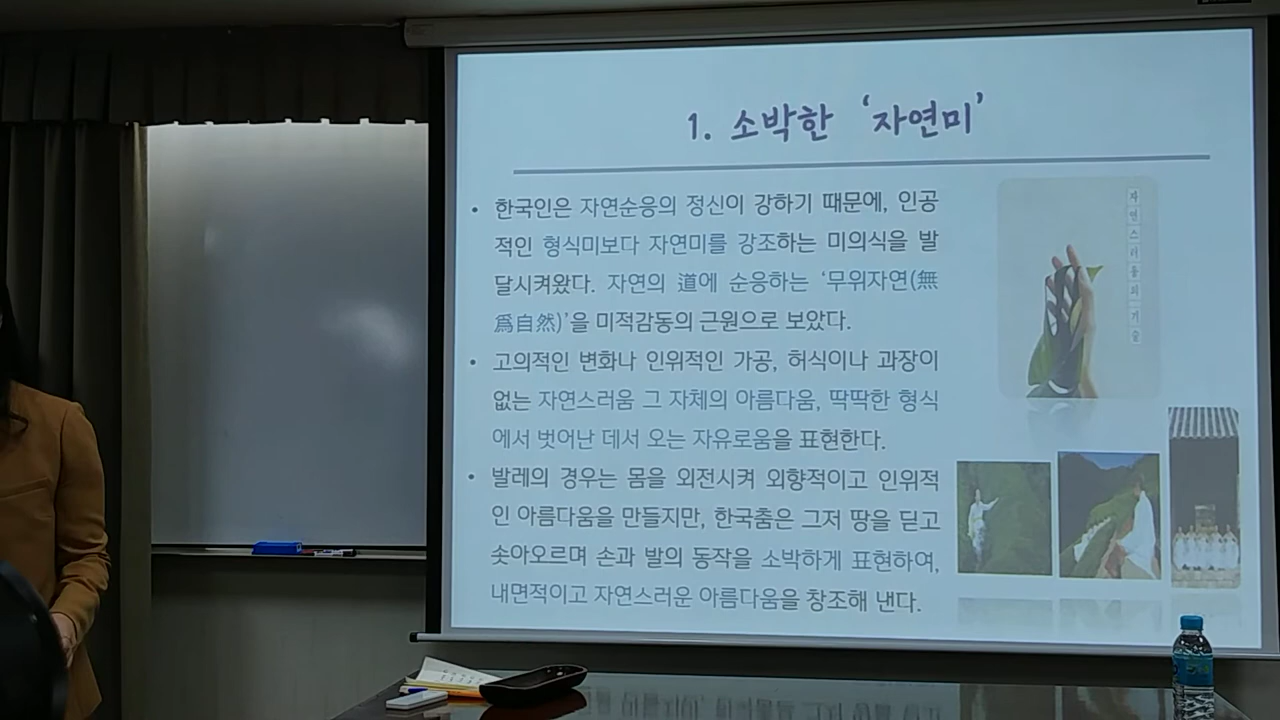 1. 소박한 ‘자연미’
• 한국인은 자연순응의 정신이 강하기 때문에, 인공
적인 형식미보다 자연미를 강조하는 미의식을 발
달시켜왔다. 자연의 道에 순응하는 ‘무위자연(無
爲自然)’을 미적감동의 근원으로 보았다.
• 고의적인 변화나 인위적인 가공, 허식이나 과장이
없는 자연스러움 그 자체의 아름다움, 딱딱한 형식
에서 벗어난 데서 오는 자유로움을 표현한다.
• 발레의 경우는 몸을 외전시켜 외향적이고 인위적
인 아름다움을 만들지만, 한국춤은 그저 땅을 딛고
솟아오르며 손과 발의 동작을 소박하게 표현하여,
내면적이고 자연스러운 아름다움을 창조해 낸다.
자연스러움의 기술